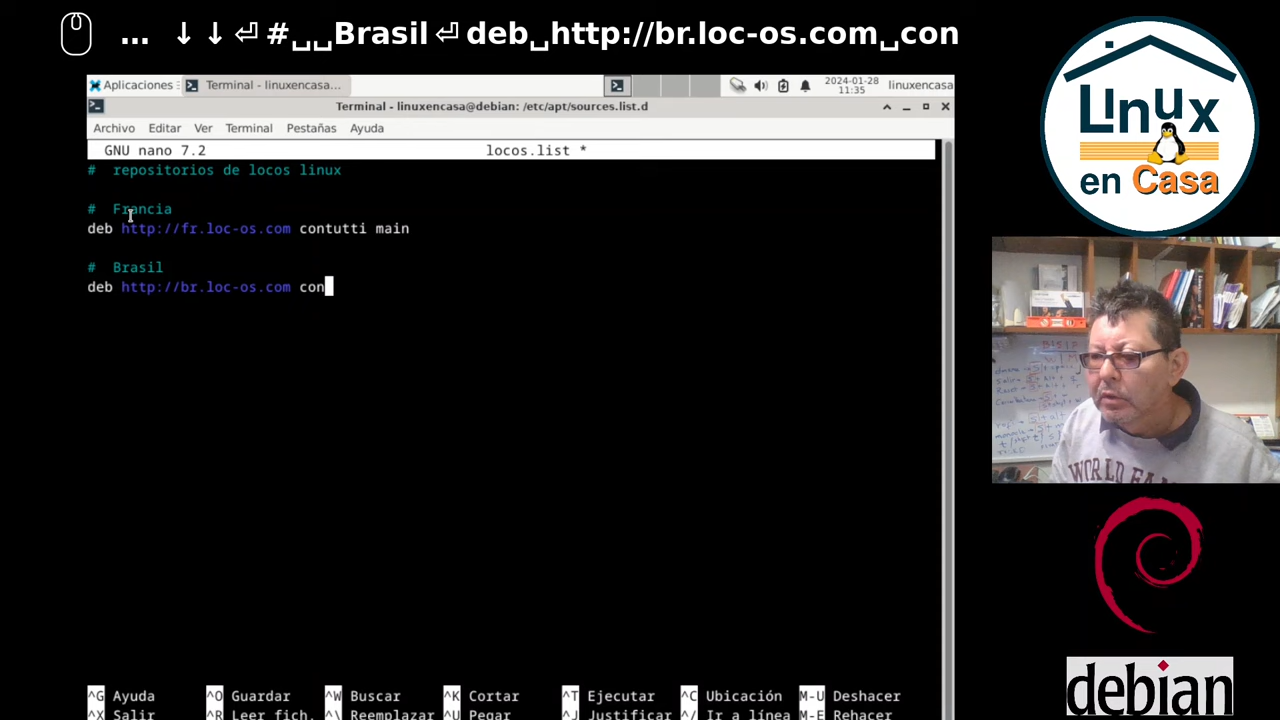 ... ↓↓⏎#␣␣Brasil⏎deb␣http://br.loc-os.com␣con
Aplicaciones
Terminal - linuxencasa...
2024-01-28
11:35
linuxencasa
Terminal - linuxencasa@debian: /etc/apt/sources.list.d
Archivo Editar Ver Terminal Pestañas Ayuda
GNU nano 7.2 locos.list *
#  repositorios de locos linux
#  Francia
deb http://fr.loc-os.com contutti main
#  Brasil
deb http://br.loc-os.com con
^G Ayuda ^O Guardar ^W Buscar ^K Cortar ^T Ejecutar ^C Ubicación M-U Deshacer
^X Salir ^R Leer fich. ^\ Reemplazar ^U Pegar ^J Justificar ^/ Ir a línea M-E Rehacer
Linux
en Casa
WORLD FAM
debian